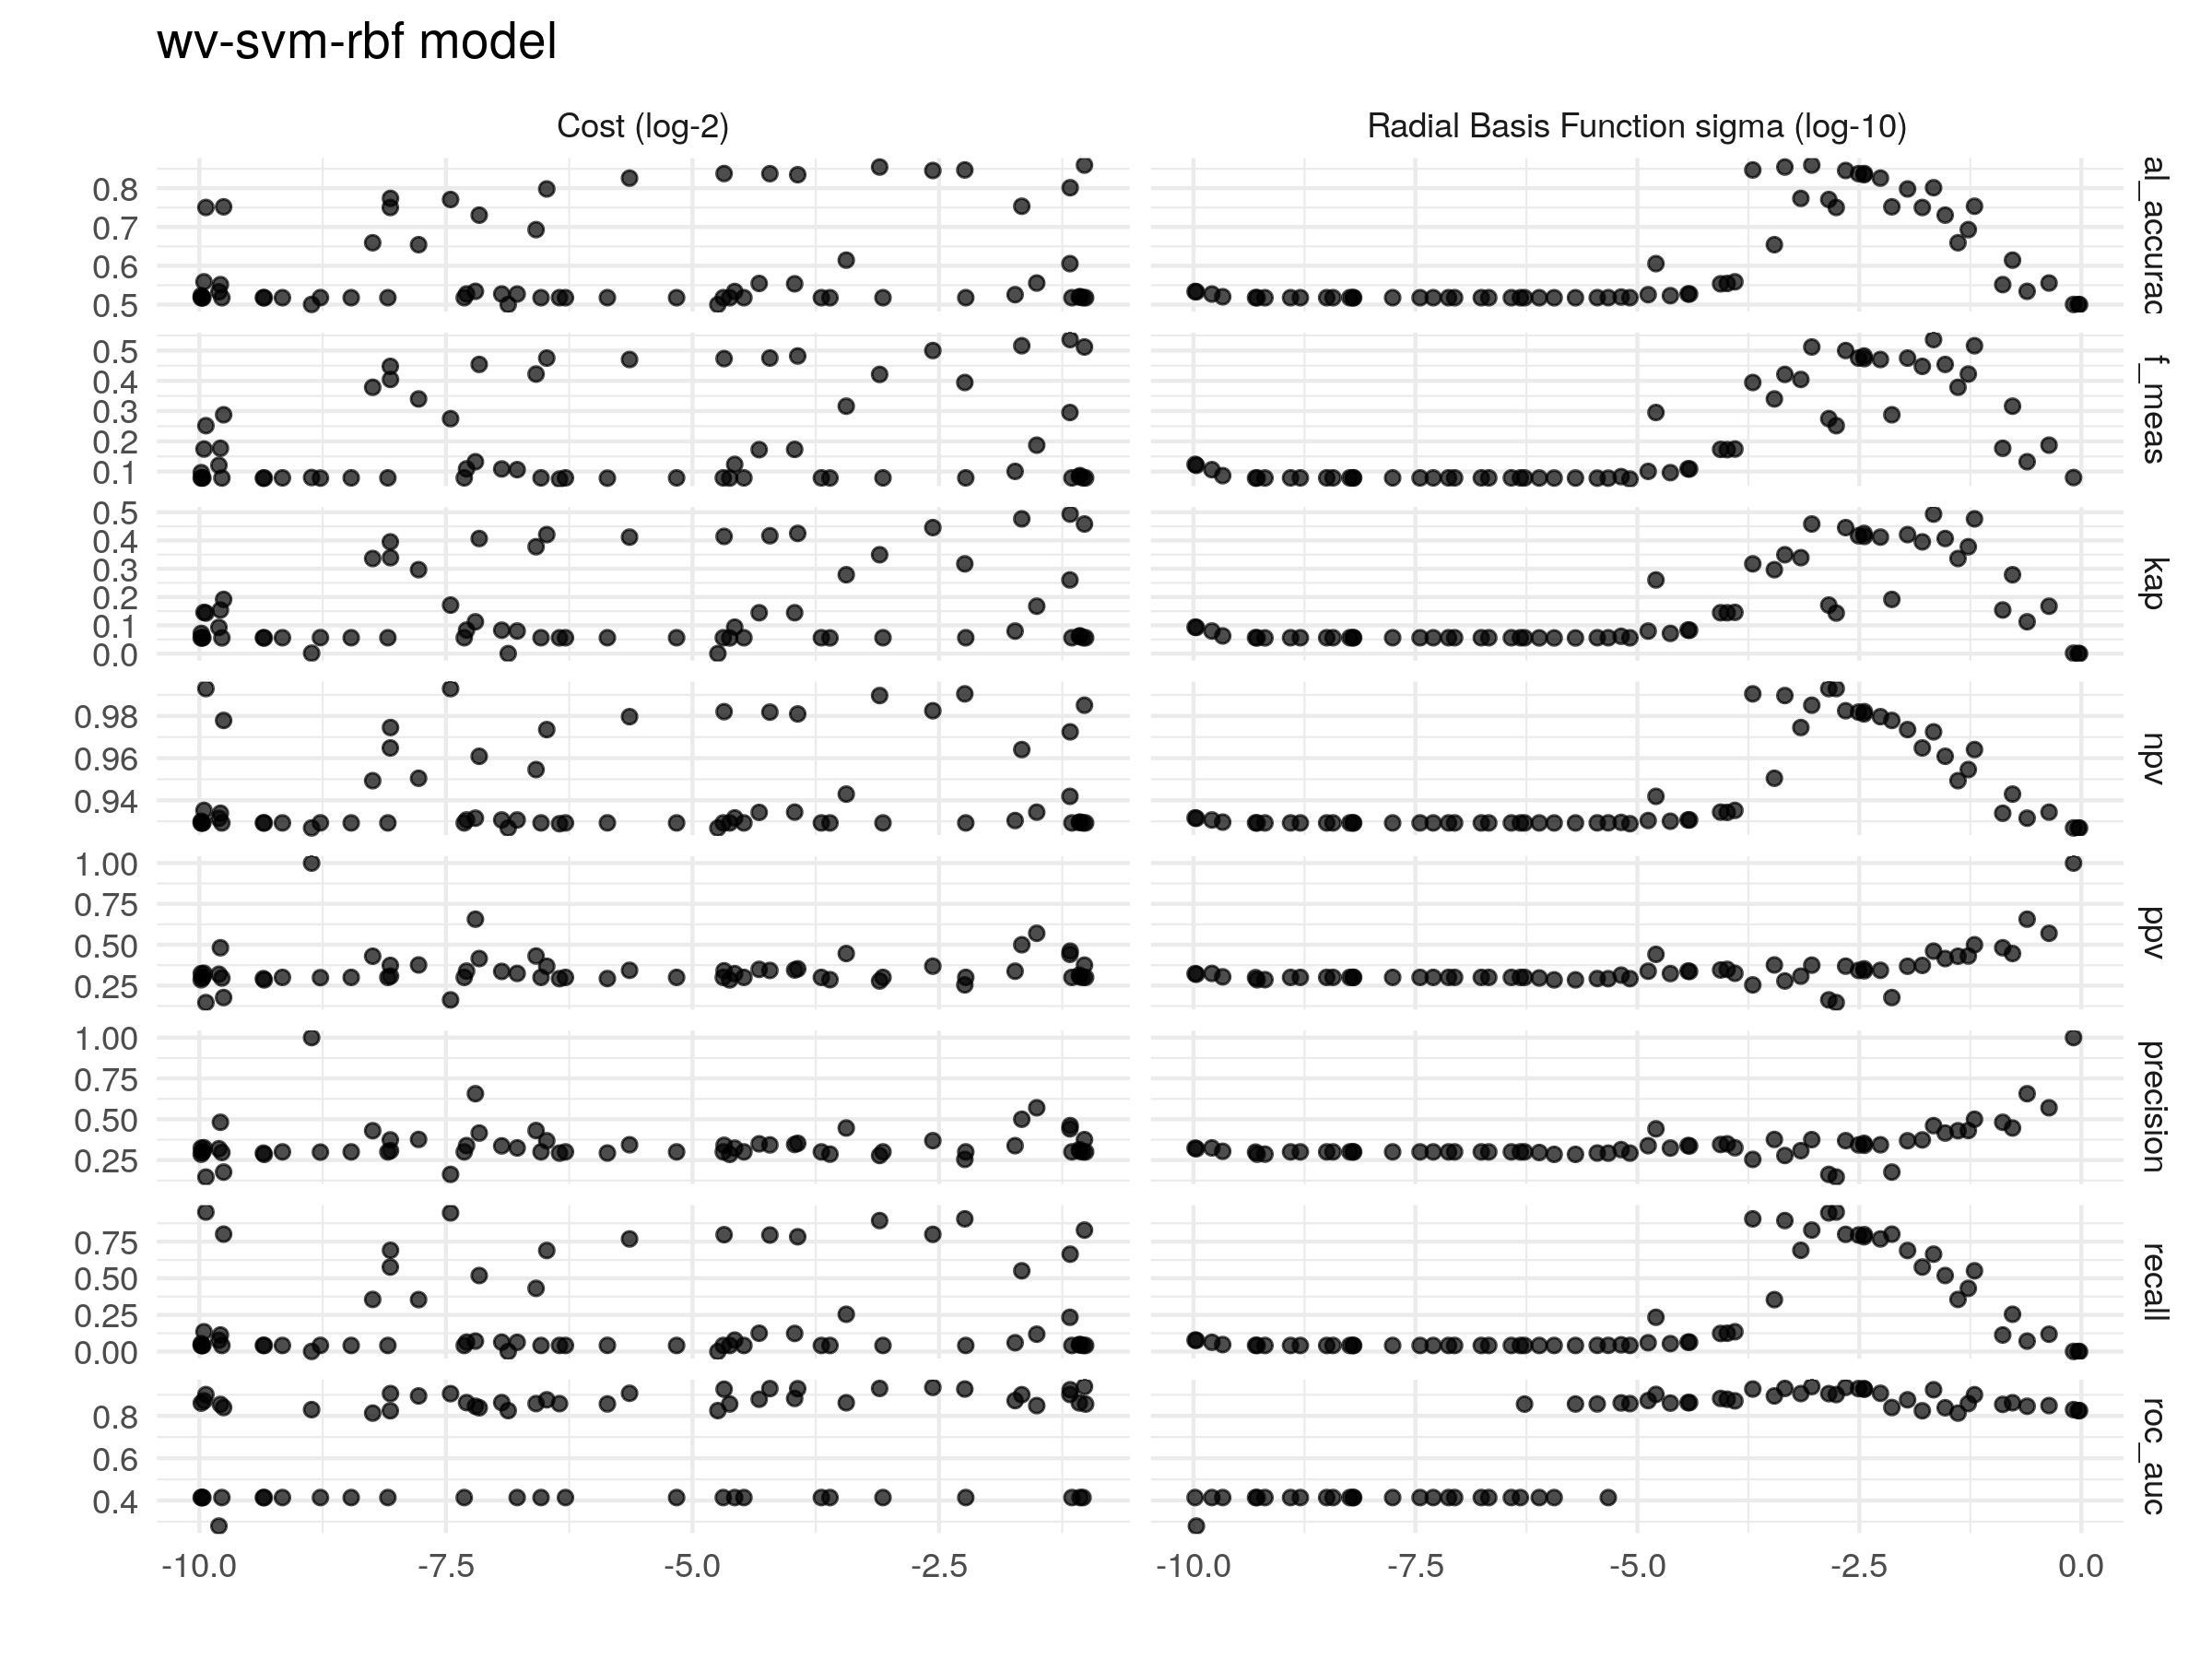 wv-svm-rbf model
Cost (log-2)
Radial Basis Function sigma (log-10)
0.8
0.7
0.6
0.5
al_accurac
0.5
0.4
0.3
0.2
0.1
f_meas
0.5
0.4
0.3
0.2
0.1
0.0
kap
0.98
0.96
0.94
npv
1.00
0.75
0.50
0.25
ppv
1.00
0.75
0.50
0.25
precision
0.75
0.50
0.25
0.00
recall
0.8
0.6
0.4
roc_auc
-10.0 -7.5 -5.0 -2.5
-10.0 -7.5 -5.0 -2.5 0.0